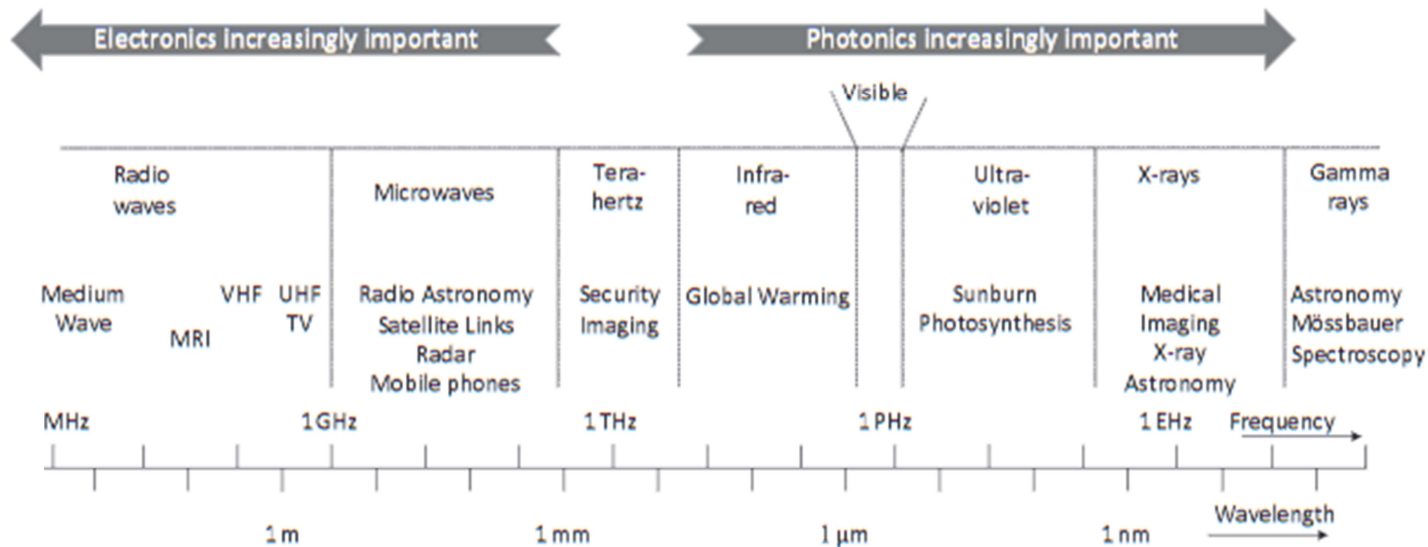 Electronics increasingly important
Photonics increasingly important
Visible
Radio
waves
Microwaves
Tera-
hertz
Infra-
red
Ultra-
violet
X-rays
Gamma
rays
Medium
Wave
MRI
VHF
UHF
TV
Radio Astronomy
Satellite Links
Radar
Mobile phones
Security
Imaging
Global Warming
Sunburn
Photosynthesis
Medical
Imaging
X-ray
Astronomy
Astronomy
Mössbauer
Spectroscopy
MHz
1 GHz
1 THz
1 PHz
1 EHz
Frequency
1 m
1 mm
1 µm
1 nm
Wavelength